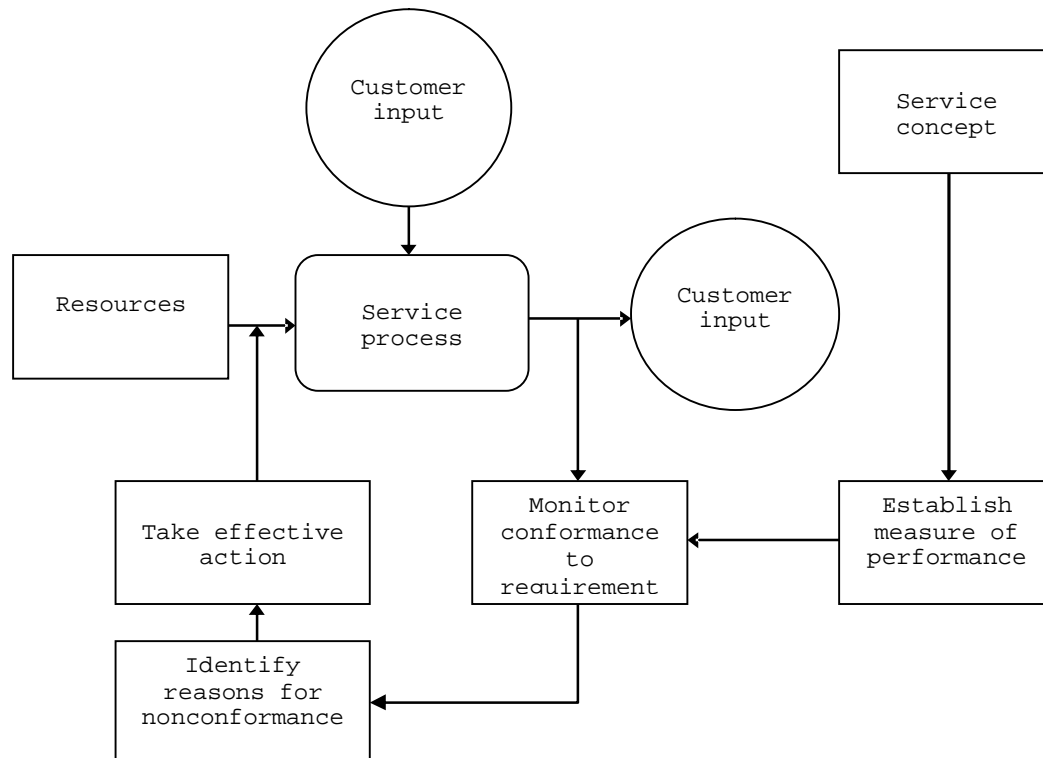 Customer
input
Service
concept
Resources
Service
process
Customer
input
Take effective
action
Monitor
conformance
to
requirement
Establish
measure of
performance
Identify
reasons for
nonconformance